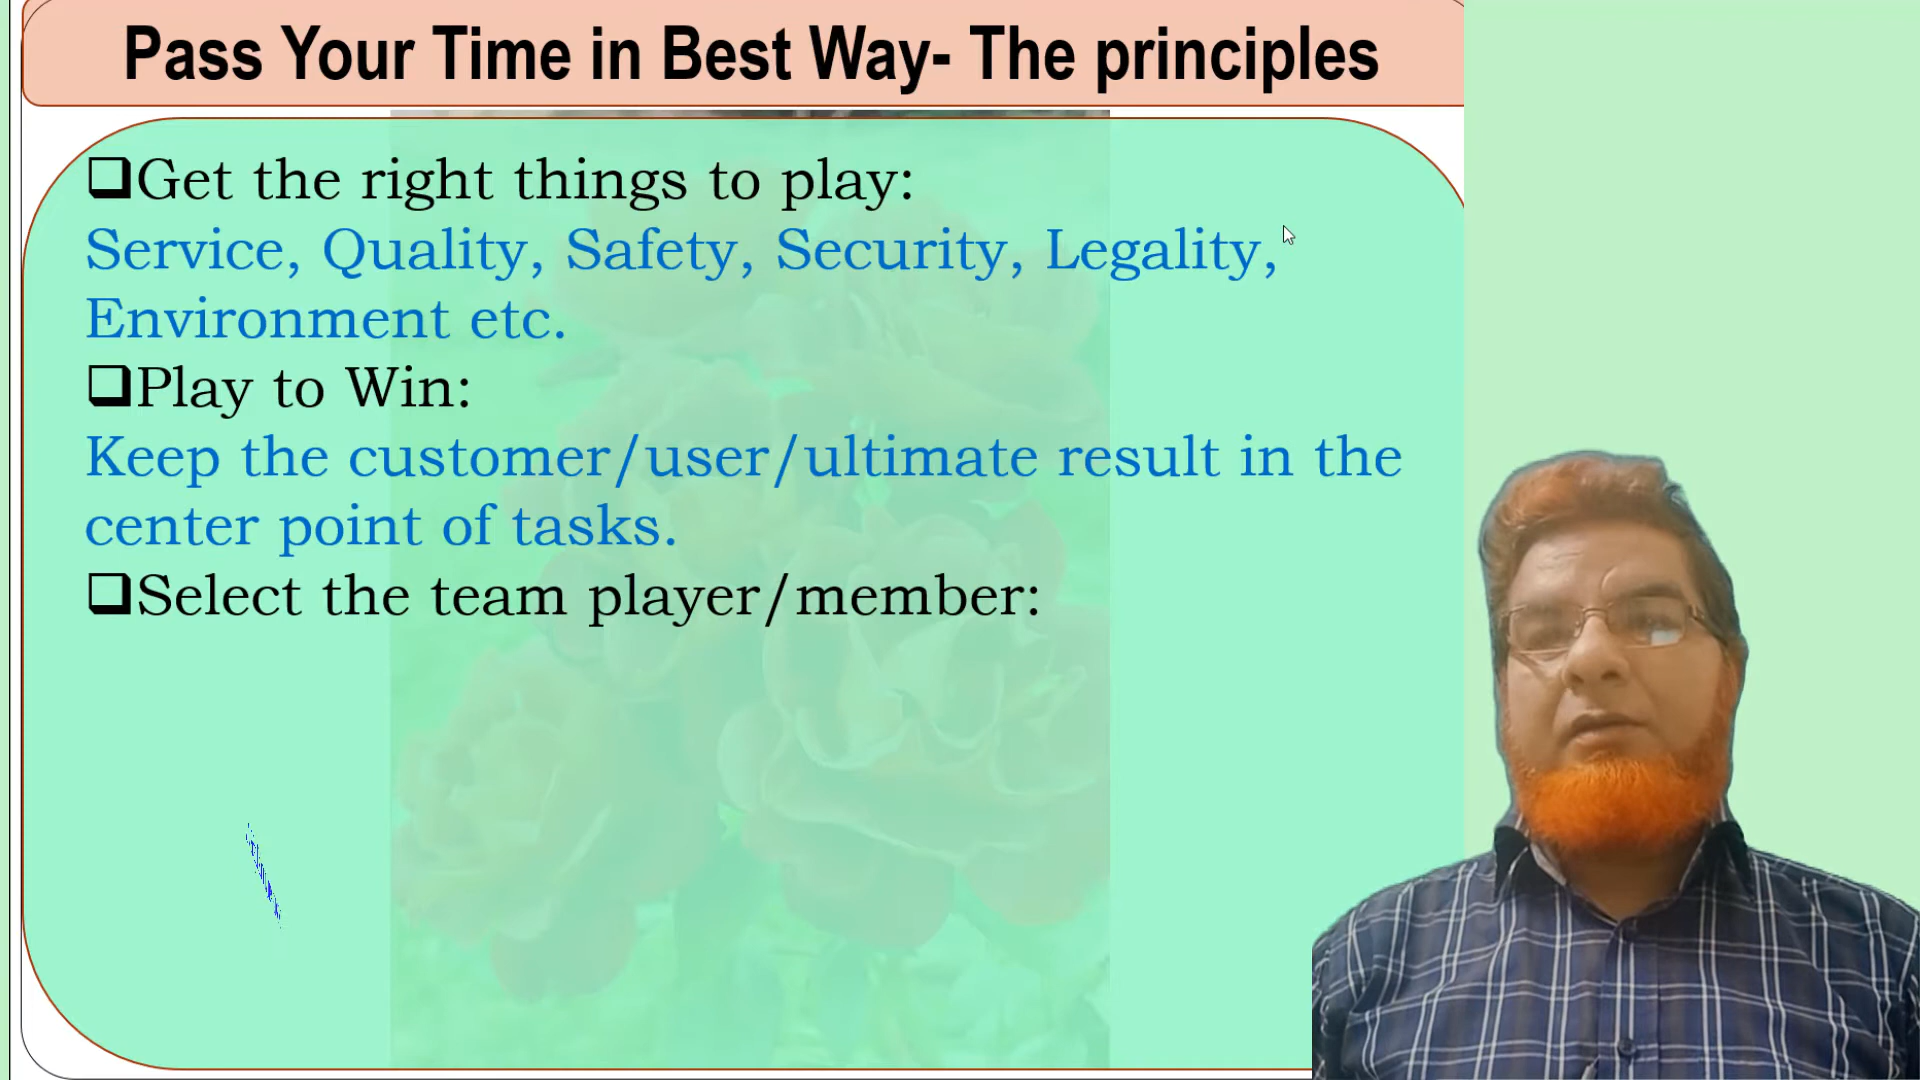 Pass Your Time in Best Way- The principles
❑Get the right things to play:
Service, Quality, Safety, Security, Legality,
Environment etc.
❑Play to Win:
Keep the customer/user/ultimate result in the
center point of tasks.
❑Select the team player/member: